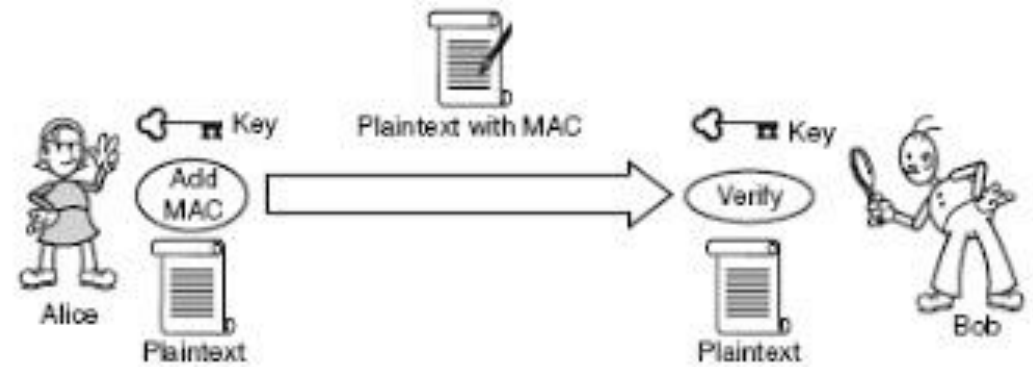 Key
Plaintext with MAC
Key
Add
MAC
Verify
Alice
Plaintext
Plaintext
Bob